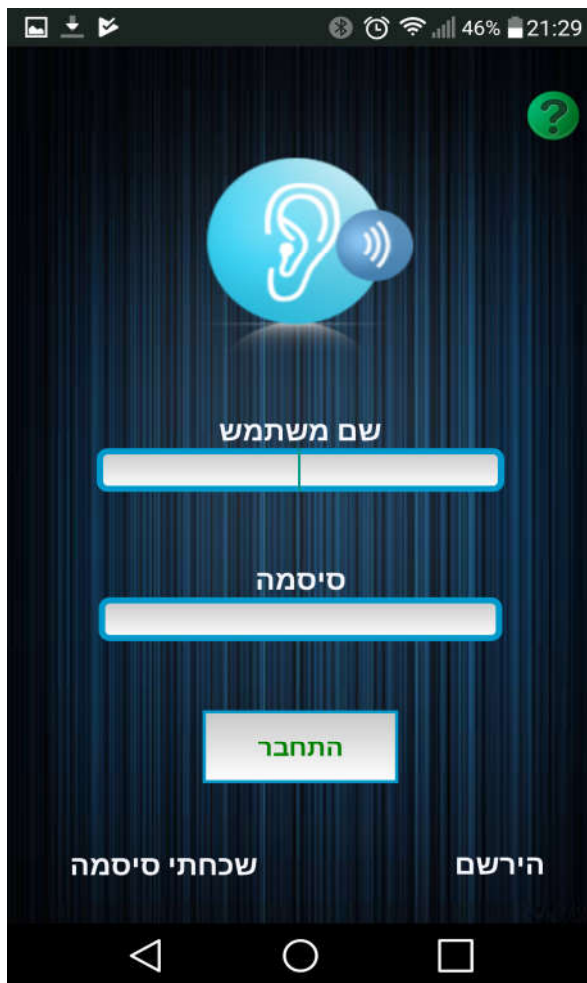 46% 21:29
?
שם משתמש
סיסמה
התחבר
הירשם
שכחתי סיסמה